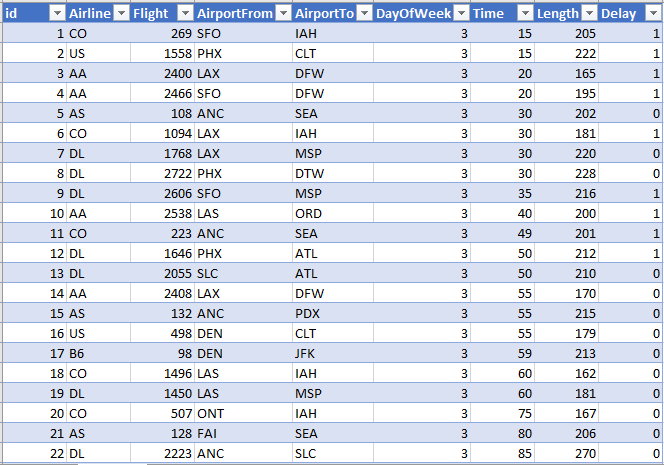 id Airline Flight AirportFrom AirportTo DayOfWeek Time Length Delay
1 CO 269 SFO IAH 3 15 205 1
2 US 1558 PHX CLT 3 15 222 1
3 AA 2400 LAX DFW 3 20 165 1
4 AA 2466 SFO DFW 3 20 195 1
5 AS 108 ANC SEA 3 30 202 0
6 CO 1094 LAX IAH 3 30 181 1
7 DL 1768 LAX MSP 3 30 220 0
8 DL 2722 PHX DTW 3 30 228 0
9 DL 2606 SFO MSP 3 35 216 1
10 AA 2538 LAS ORD 3 40 200 1
11 CO 223 ANC SEA 3 49 201 1
12 DL 1646 PHX ATL 3 50 212 1
13 DL 2055 SLC ATL 3 50 210 0
14 AA 2408 LAX DFW 3 55 170 0
15 AS 132 ANC PDX 3 55 215 0
16 US 498 DEN CLT 3 55 179 0
17 B6 98 DEN JFK 3 59 213 0
18 CO 1496 LAS IAH 3 60 162 0
19 DL 1450 LAS MSP 3 60 181 0
20 CO 507 ONT IAH 3 75 167 0
21 AS 128 FAI SEA 3 80 206 0
22 DL 2223 ANC SLC 3 85 270 0